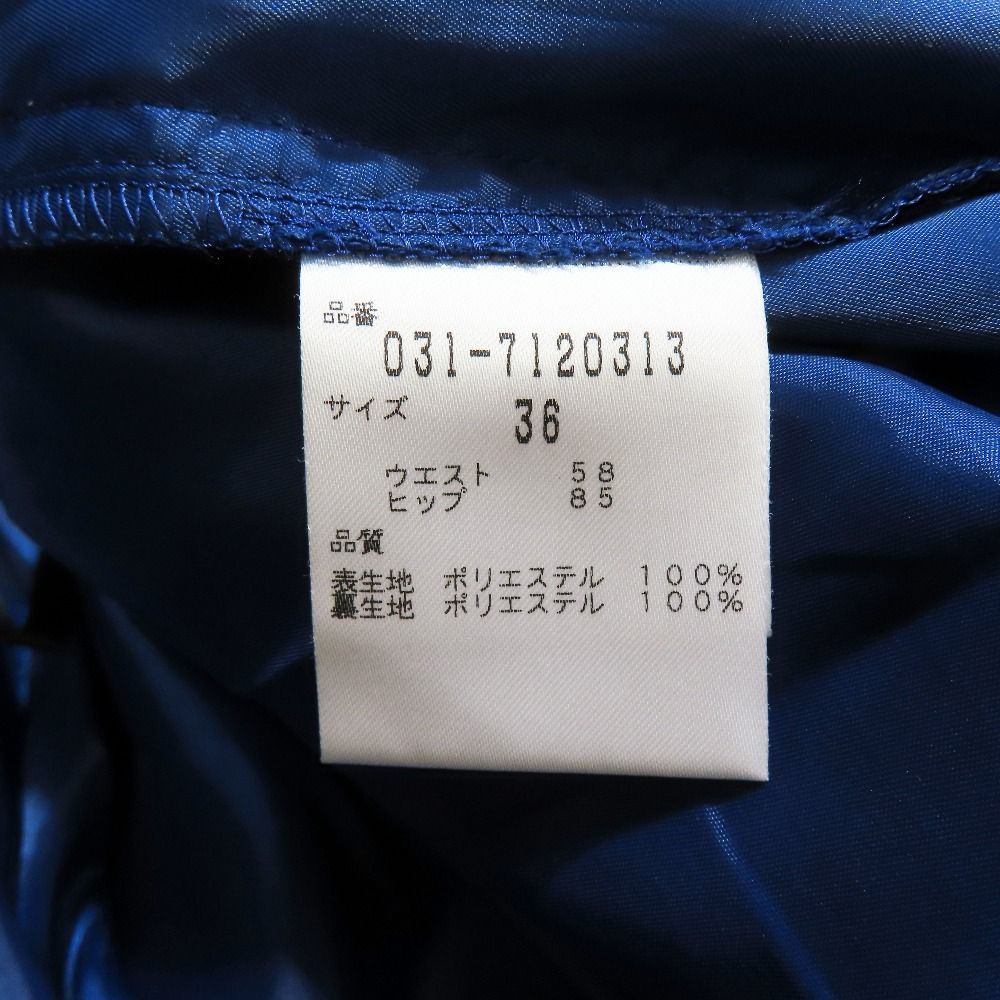 品番
031-7120313
サイズ 36
ウエスト 58
ヒップ 85
品質
表生地 ポリエステル 100%
裏生地 ポリエステル 100%